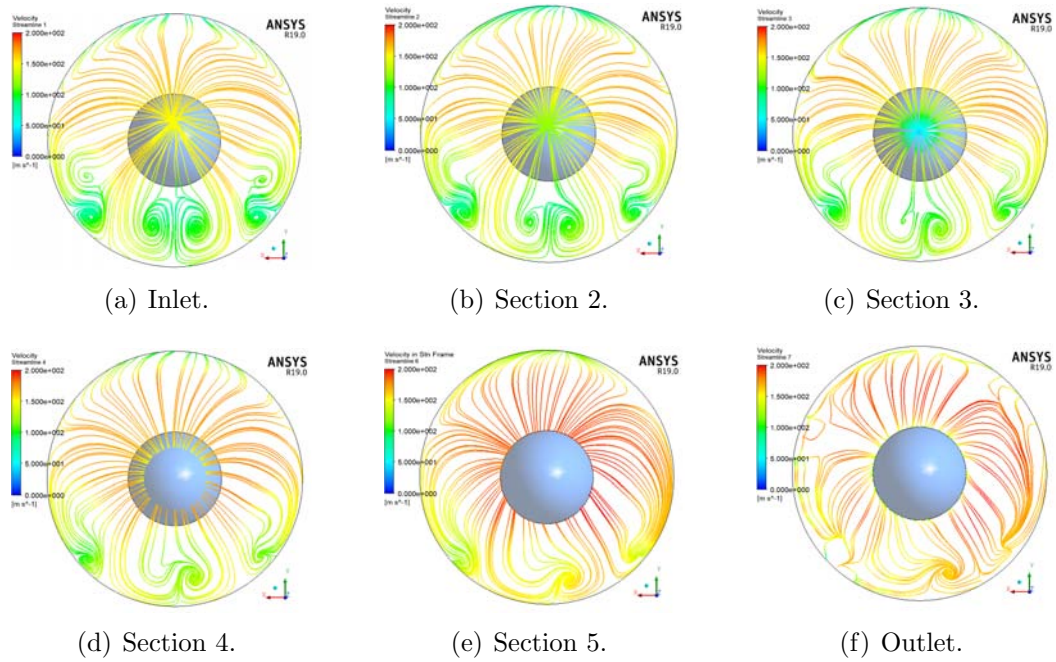 Velocity
Streamline 1
2.000e+002
1.500e+002
1.000e+002
5.000e+001
0.000e+000
[m s^-1]
ANSYS
R19.0
Y
X
Z
(a) Inlet.
Velocity
Streamline 2
2.000e+002
1.500e+002
1.000e+002
5.000e+001
0.000e+000
[m s^-1]
ANSYS
R19.0
Y
X
Z
(b) Section 2.
Velocity
Streamline 3
2.000e+002
1.500e+002
1.000e+002
5.000e+001
0.000e+000
[m s^-1]
ANSYS
R19.0
Y
X
Z
(c) Section 3.
Velocity
Streamline 4
2.000e+002
1.500e+002
1.000e+002
5.000e+001
0.000e+000
[m s^-1]
ANSYS
R19.0
Y
X
Z
(d) Section 4.
Velocity in Stn Frame
Streamline 6
2.000e+002
1.500e+002
1.000e+002
5.000e+001
0.000e+000
[m s^-1]
ANSYS
R19.0
Y
X
Z
(e) Section 5.
Velocity
Streamline 7
2.000e+002
1.500e+002
1.000e+002
5.000e+001
0.000e+000
[m s^-1]
ANSYS
R19.0
Y
X
Z
(f) Outlet.